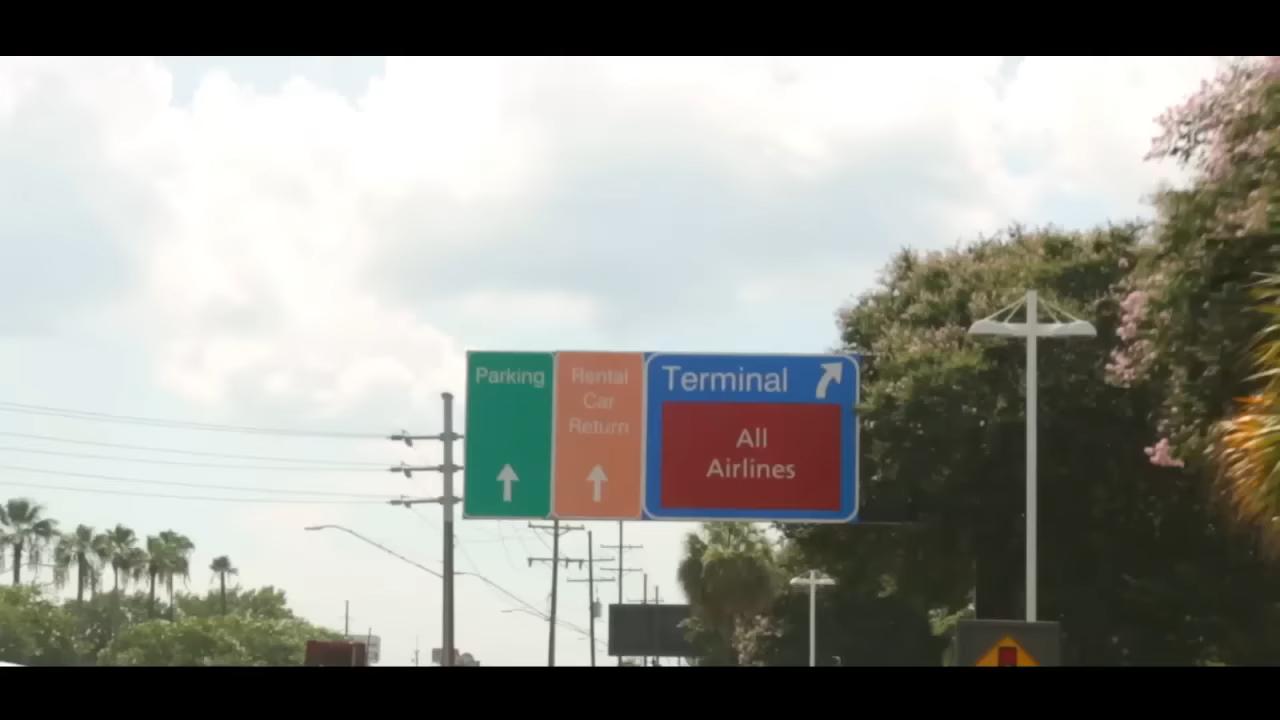 Parking
Rental
Car
Return
Terminal
All
Airlines